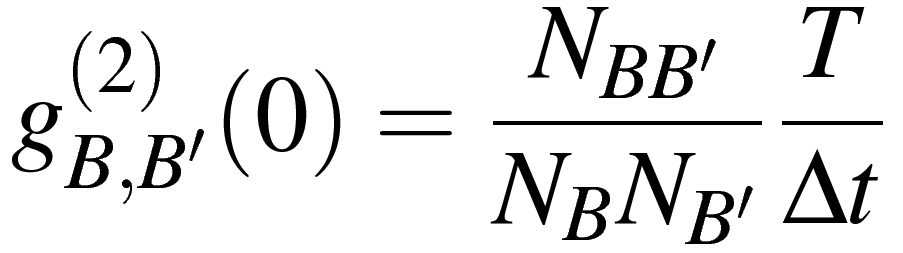 g^{(2)}_{B,B'}(0) = \frac{N_{BB'}}{N_B N_{B'}} \frac{T}{\Delta t}